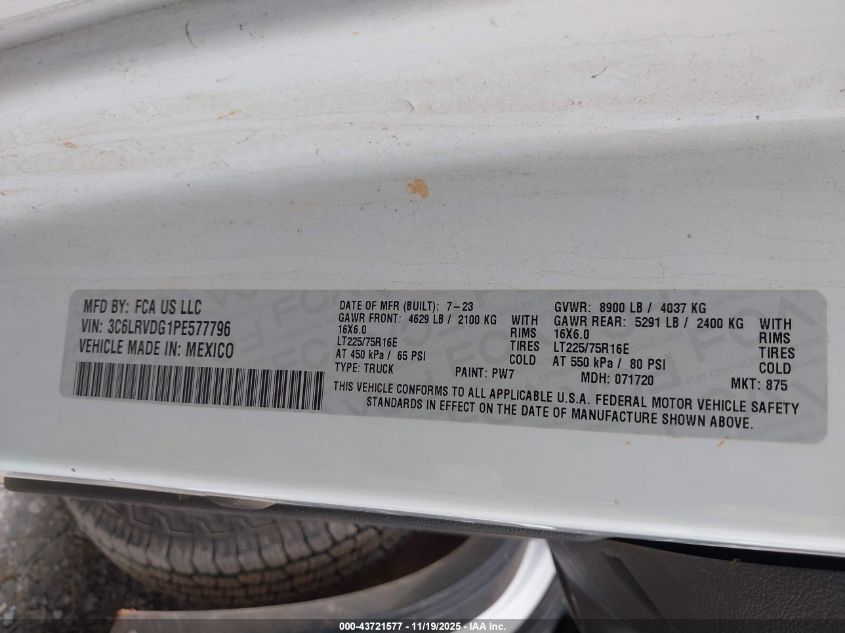 MFD BY: FCA US LLC
VIN: 3C6LRVDG1PE577796
VEHICLE MADE IN: MEXICO
DATE OF MFR (BUILT): 7-23
GAWR FRONT: 4629 LB / 2100 KG WITH
16X6.0 RIMS
LT225/75R16E TIRES
AT 450 kPa / 65 PSI COLD
TYPE: TRUCK PAINT: PW7
GVWR: 8900 LB / 4037 KG
GAWR REAR: 5291 LB / 2400 KG WITH
16X6.0 RIMS
LT225/75R16E TIRES
AT 550 kPa / 80 PSI COLD
MDH: 071720 MKT: 875
THIS VEHICLE CONFORMS TO ALL APPLICABLE U.S.A. FEDERAL MOTOR VEHICLE SAFETY
STANDARDS IN EFFECT ON THE DATE OF MANUFACTURE SHOWN ABOVE.
000-43721577 - 11/19/2025 - © IAA Inc.